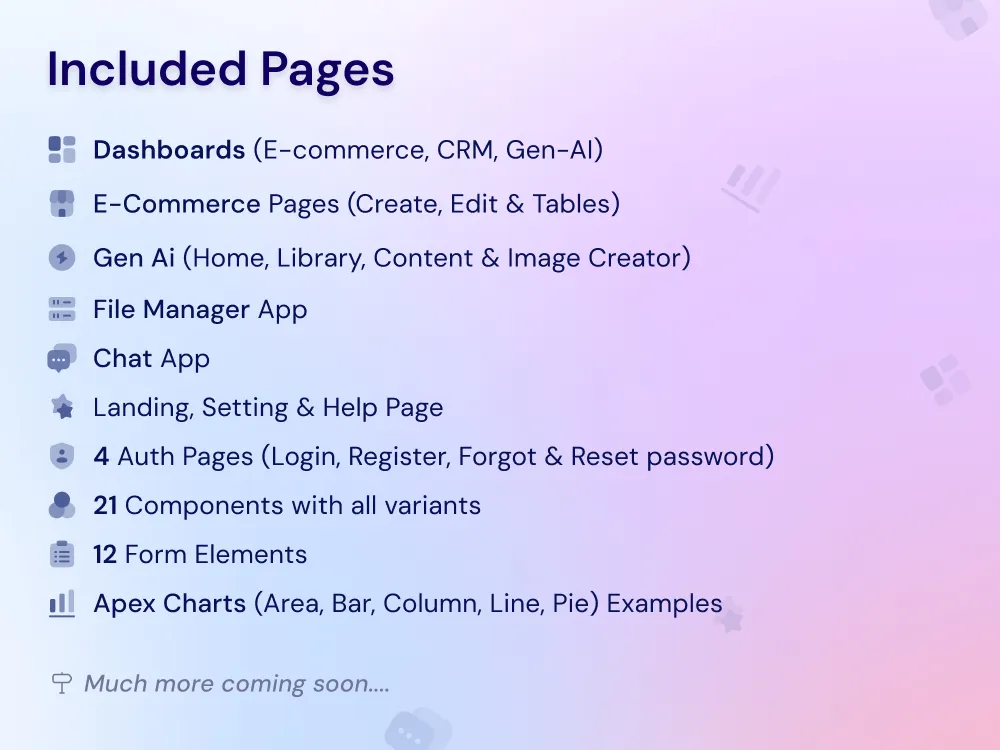 Included Pages
Dashboards (E-commerce, CRM, Gen-AI)
E-Commerce Pages (Create, Edit & Tables)
Gen Ai (Home, Library, Content & Image Creator)
File Manager App
Chat App
Landing, Setting & Help Page
4 Auth Pages (Login, Register, Forgot & Reset password)
21 Components with all variants
12 Form Elements
Apex Charts (Area, Bar, Column, Line, Pie) Examples
Much more coming soon....